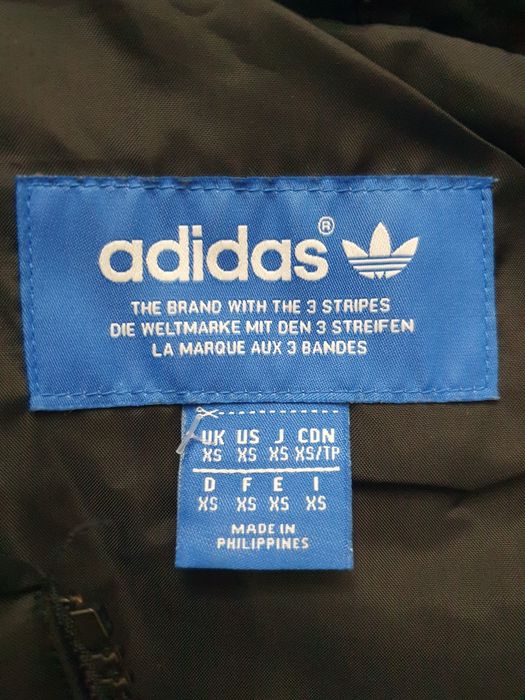 adidas®
THE BRAND WITH THE 3 STRIPES
DIE WELTMARKE MIT DEN 3 STREIFEN
LA MARQUE AUX 3 BANDES
UK US J CDN
XS XS XS XS/TP
D F E I
XS XS XS XS
MADE IN
PHILIPPINES